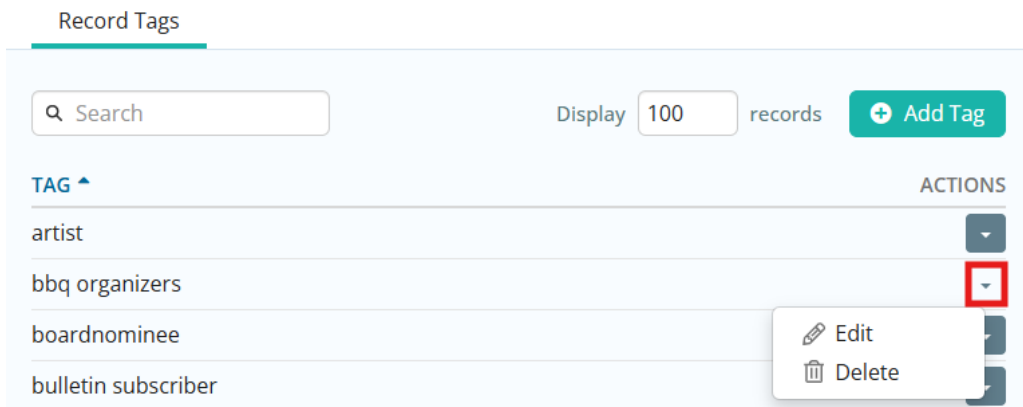 Record Tags
Search Display 100 records Add Tag
TAG ACTIONS
artist
bbq organizers
boardnominee Edit
Delete
bulletin subscriber